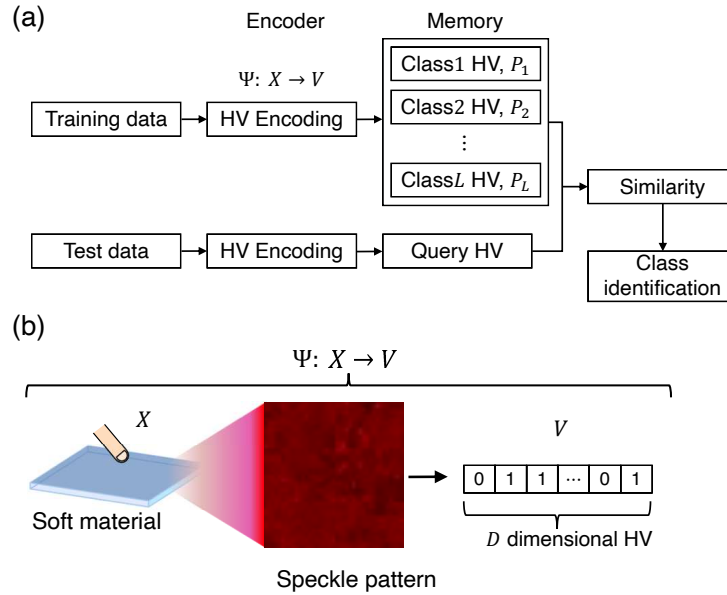 (a)
Encoder
Memory
Ψ: X → V
Training data
HV Encoding
Class1 HV, P₁
Class2 HV, P₂
⋮
ClassL HV, P_L
Similarity
Test data
HV Encoding
Query HV
Class
identification
(b)
Ψ: X → V
X
V
0 1 1 ⋯ 0 1
Soft material
D dimensional HV
Speckle pattern